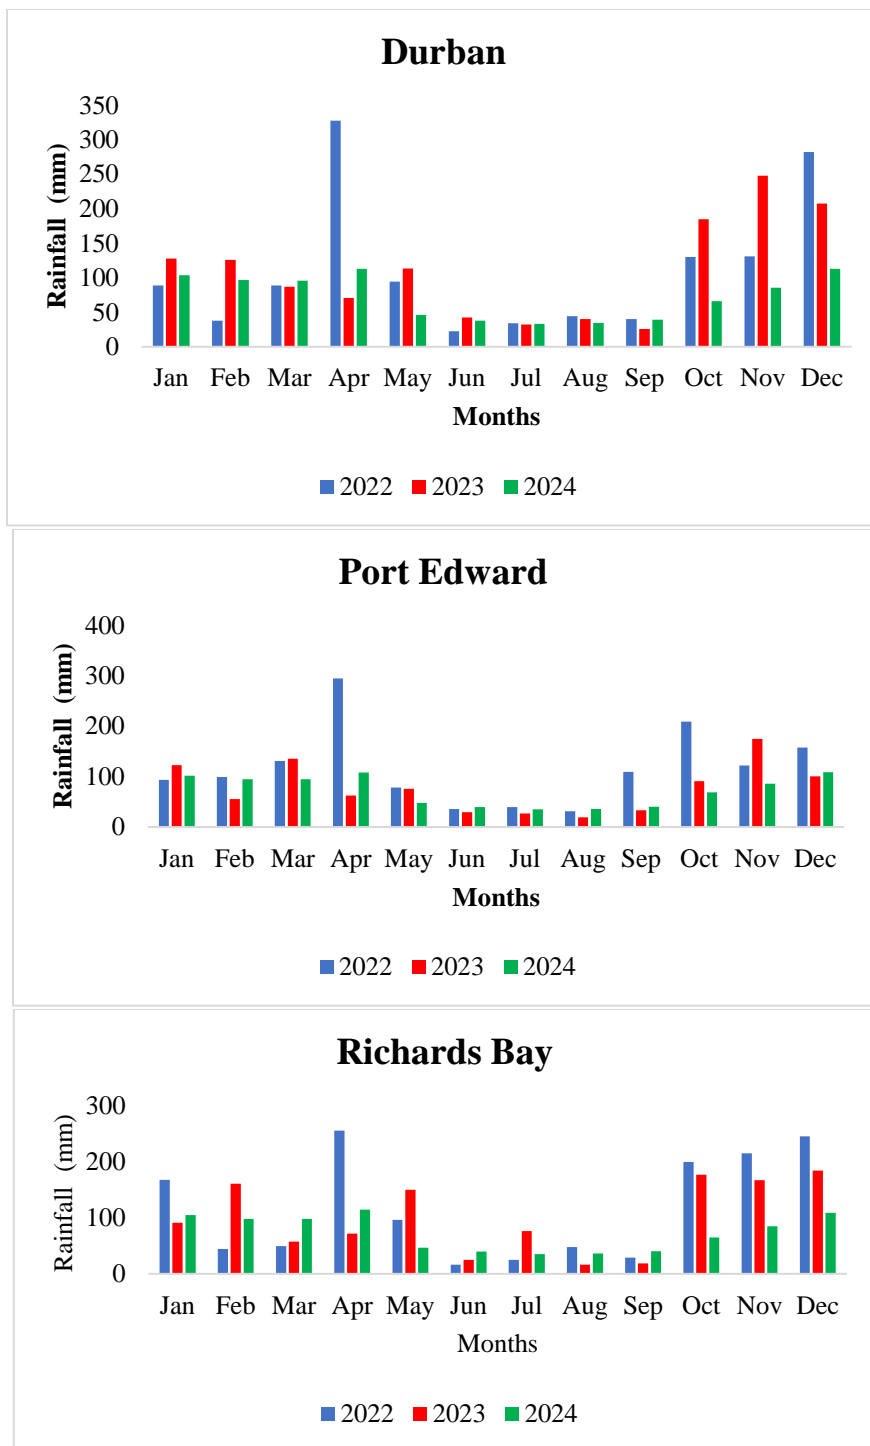 Durban
350
300
250
200
150
100
50
0
Rainfall (mm)
Jan Feb Mar Apr May Jun Jul Aug Sep Oct Nov Dec
Months
2022 2023 2024
Port Edward
400
300
200
100
0
Rainfall (mm)
Jan Feb Mar Apr May Jun Jul Aug Sep Oct Nov Dec
Months
2022 2023 2024
Richards Bay
300
200
100
0
Rainfall (mm)
Jan Feb Mar Apr May Jun Jul Aug Sep Oct Nov Dec
Months
2022 2023 2024